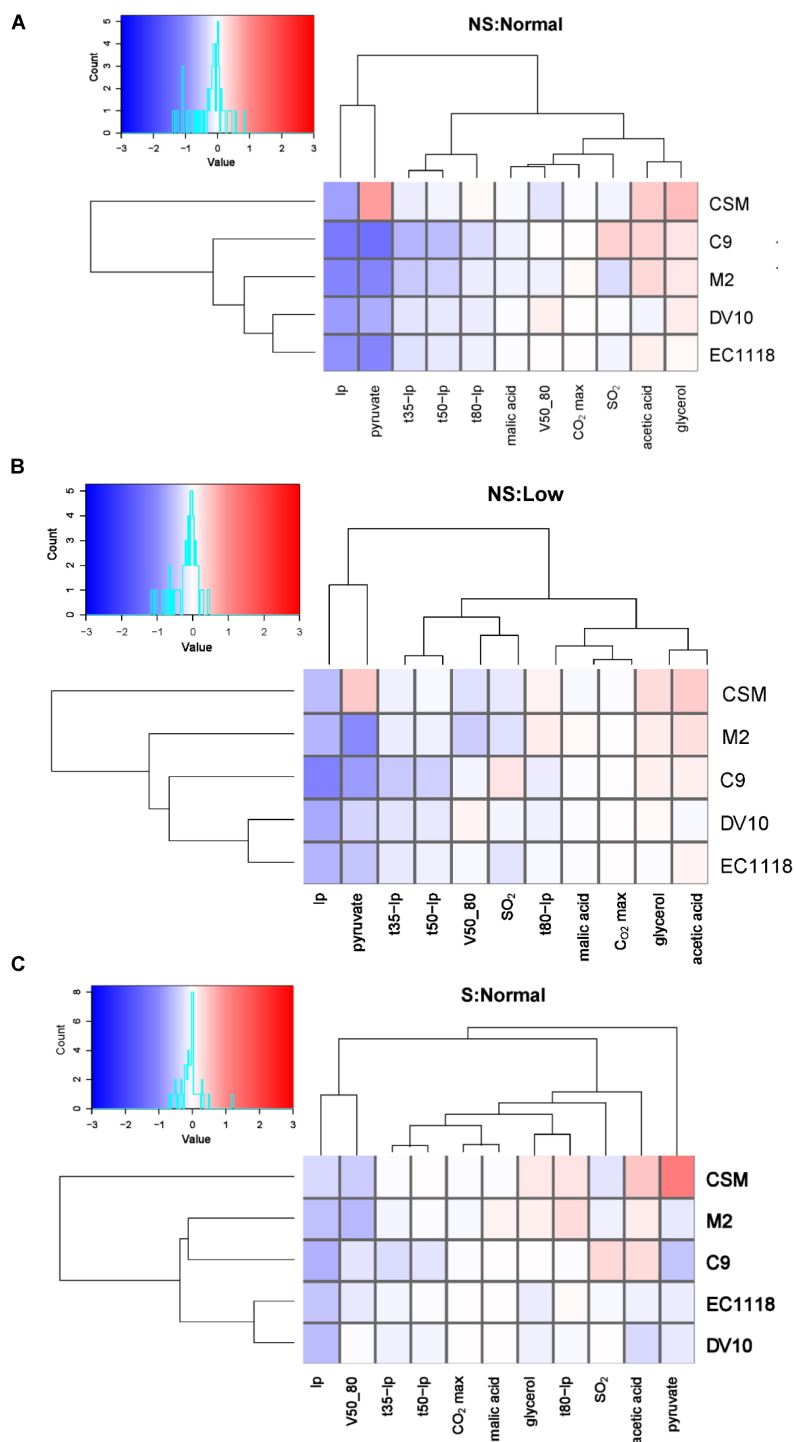 A
NS:Normal
Count
5
4
3
2
1
0
−3 −2 −1 0 1 2 3
Value
CSM
C9
M2
DV10
EC1118
lp pyruvate t35−lp t50−lp t80−lp malic acid V50_80 CO₂ max SO₂ acetic acid glycerol
B
NS:Low
Count
5
4
3
2
1
0
−3 −2 −1 0 1 2 3
Value
CSM
M2
C9
DV10
EC1118
lp pyruvate t35−lp t50−lp V50_80 SO₂ t80−lp malic acid C_O2 max glycerol acetic acid
C
S:Normal
Count
8
6
4
2
0
−3 −2 −1 0 1 2 3
Value
CSM
M2
C9
EC1118
DV10
lp V50_80 t35−lp t50−lp CO₂ max malic acid glycerol t80−lp SO₂ acetic acid pyruvate